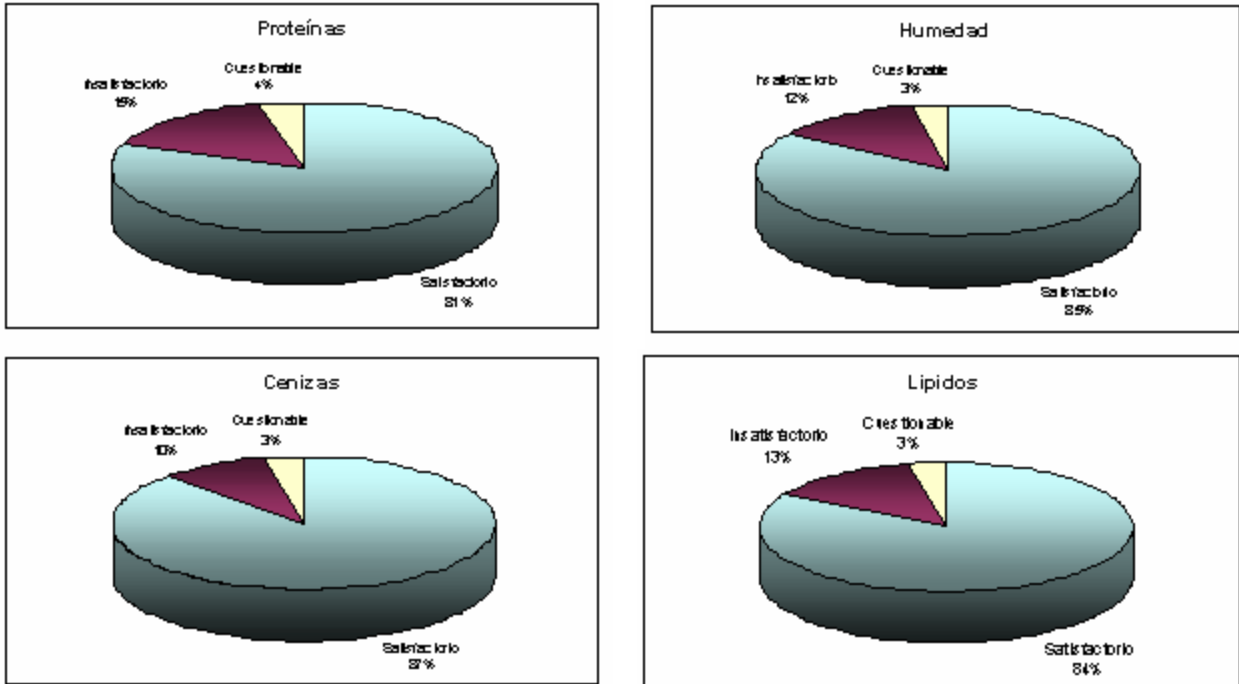 Proteínas
Cuestionable
4%
Insatisfactorio
15%
Satisfactorio
81%
Humedad
Cuestionable
3%
Insatisfactorio
12%
Satisfactorio
85%
Cenizas
Cuestionable
3%
Insatisfactorio
10%
Satisfactorio
87%
Lipidos
Cuestionable
3%
Insatisfactorio
13%
Satisfactorio
84%